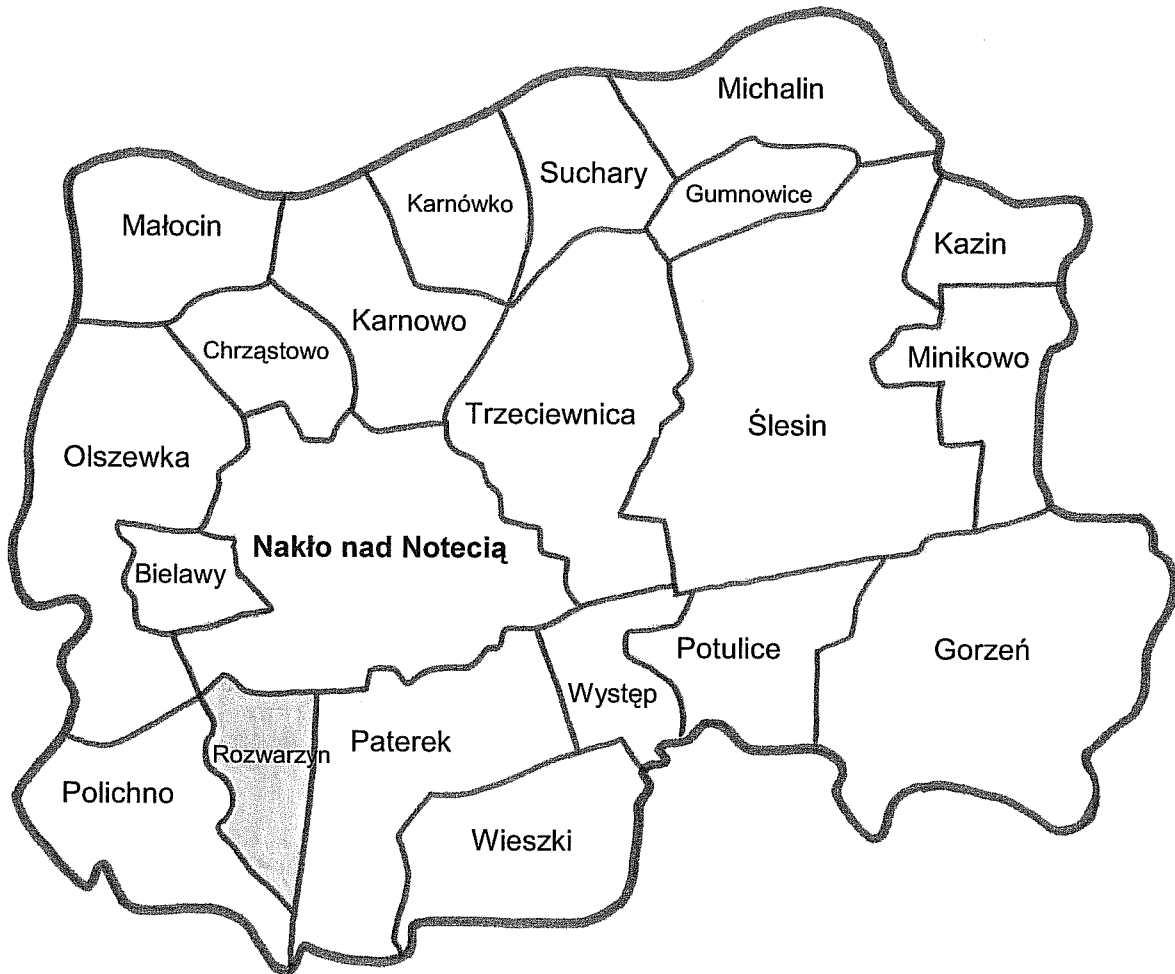 Michalin
Suchary
Gumnowice
Karnówko
Małocin
Kazin
Karnowo
Chrząstowo
Minikowo
Trzeciewnica
Ślesin
Olszewka
Nakło nad Notecią
Bielawy
Potulice
Gorzeń
Występ
Rozwarzyn
Paterek
Polichno
Wieszki